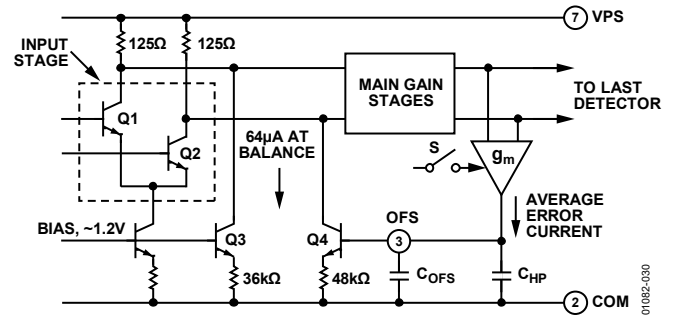 7 VPS
125Ω 125Ω
INPUT
STAGE
MAIN GAIN
STAGES
TO LAST
DETECTOR
Q1
Q2
64µA AT
BALANCE
S
gm
AVERAGE
ERROR
CURRENT
BIAS, ~1.2V
Q3
Q4
OFS
3
36kΩ
48kΩ
COFS
CHP
2 COM
01082-030